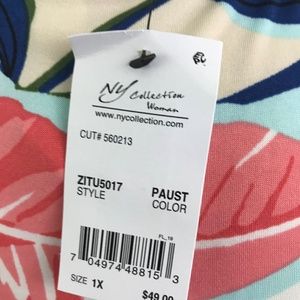 NY Collection
Woman
www.nycollection.com
CUT# 560213
ZITU5017 PAUST
STYLE COLOR
FL_19
7 04974 48815 3
SIZE 1X $49.00